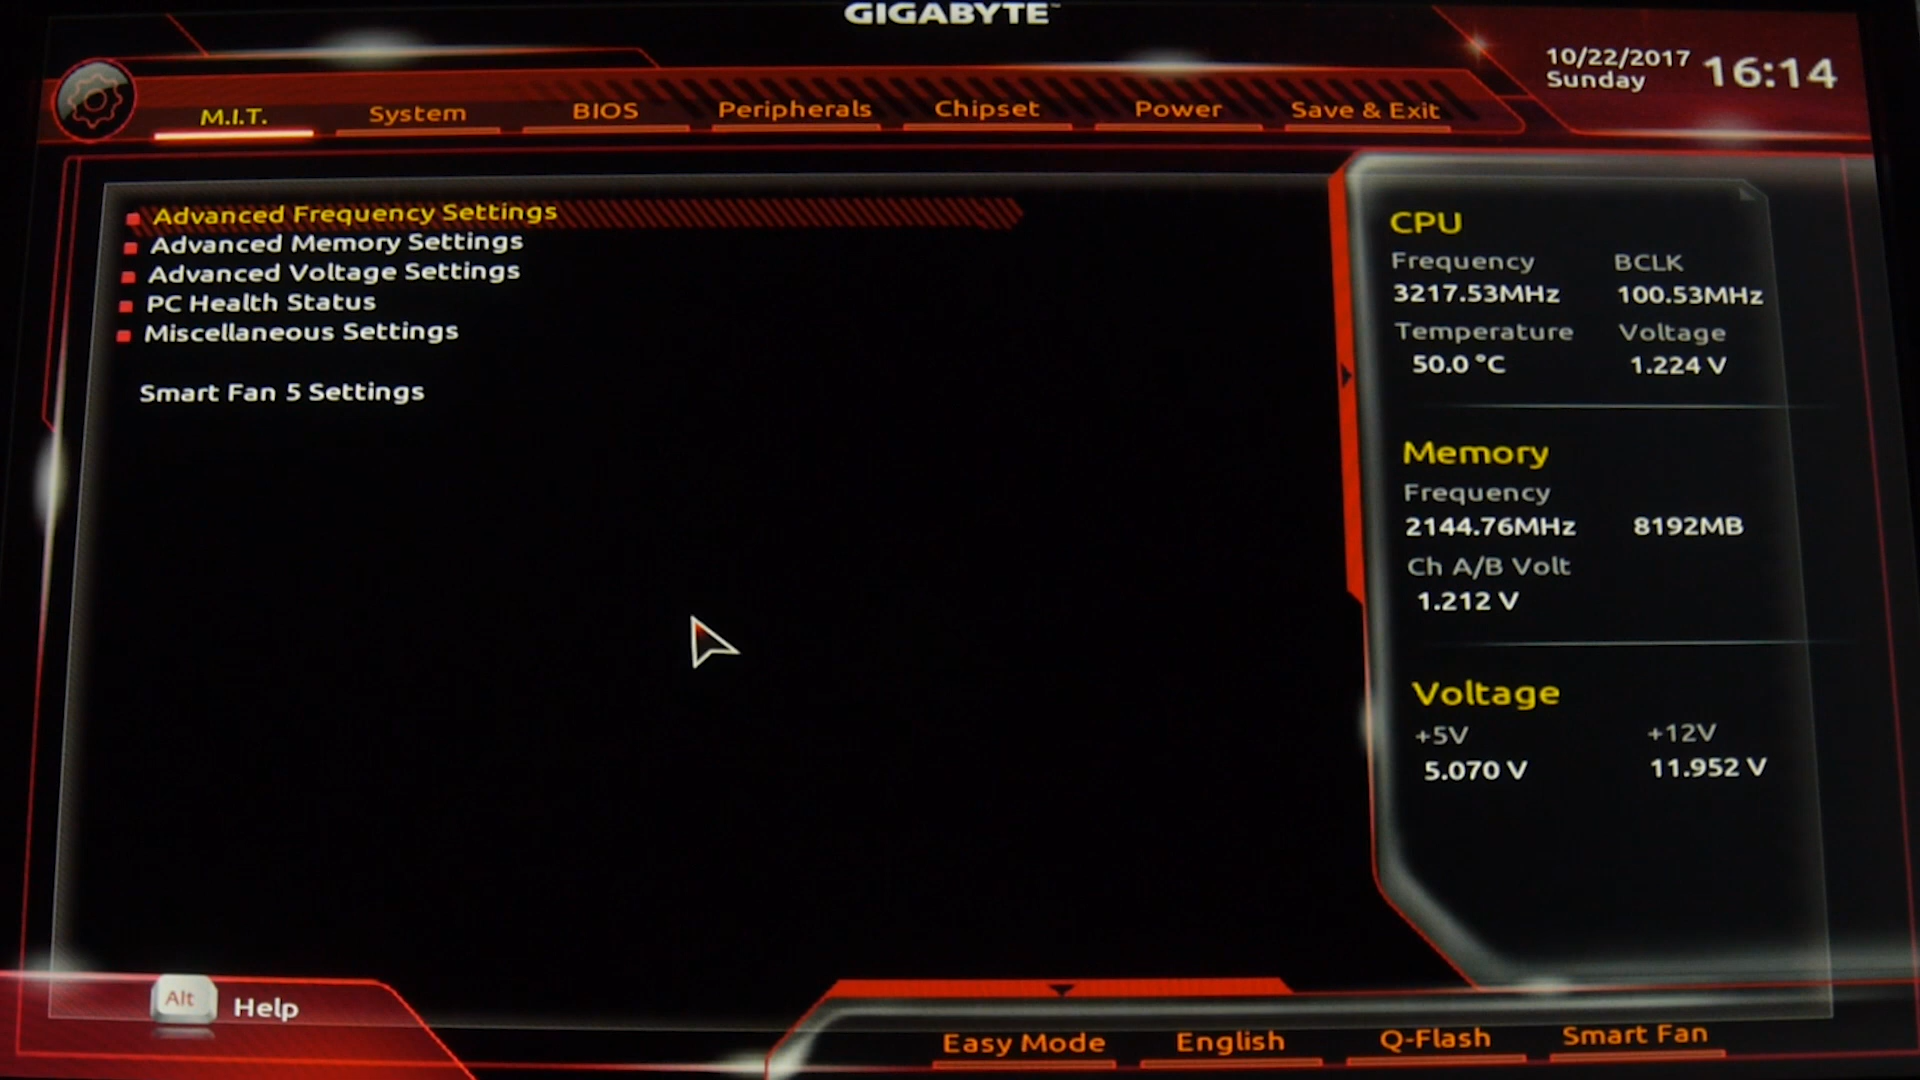 GIGABYTE™
10/22/2017
Sunday
16:14
M.I.T.
System
BIOS
Peripherals
Chipset
Power
Save & Exit
Advanced Frequency Settings
Advanced Memory Settings
Advanced Voltage Settings
PC Health Status
Miscellaneous Settings
Smart Fan 5 Settings
CPU
Frequency BCLK
3217.53MHz 100.53MHz
Temperature Voltage
50.0 °C 1.224 V
Memory
Frequency
2144.76MHz 8192MB
Ch A/B Volt
1.212 V
Voltage
+5V +12V
5.070 V 11.952 V
Alt Help
Easy Mode
English
Q-Flash
Smart Fan